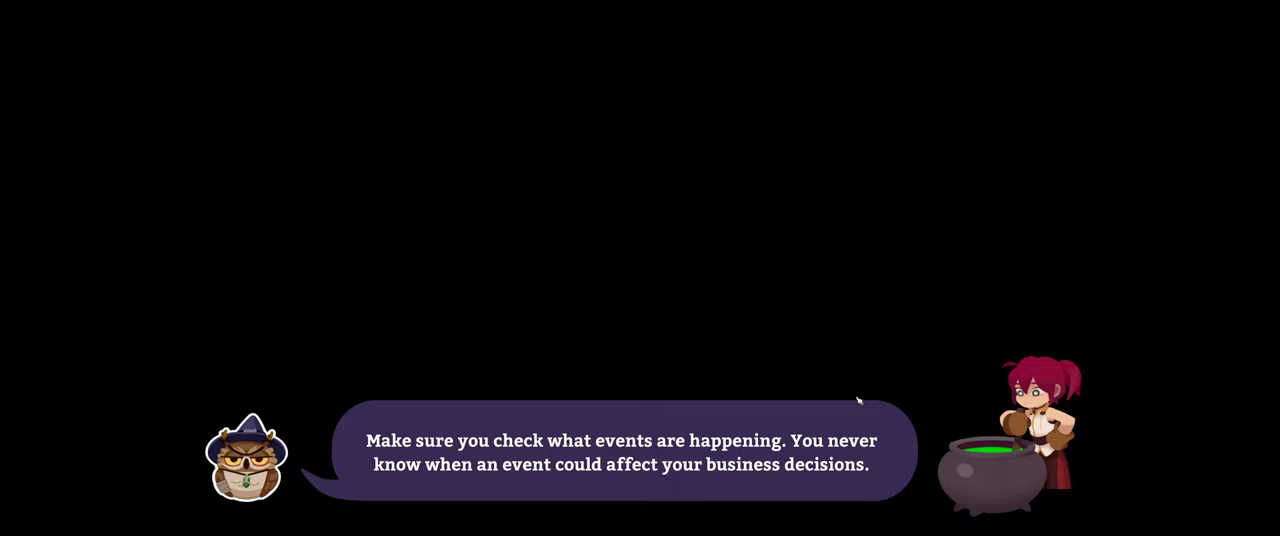 Make sure you check what events are happening. You never
know when an event could affect your business decisions.